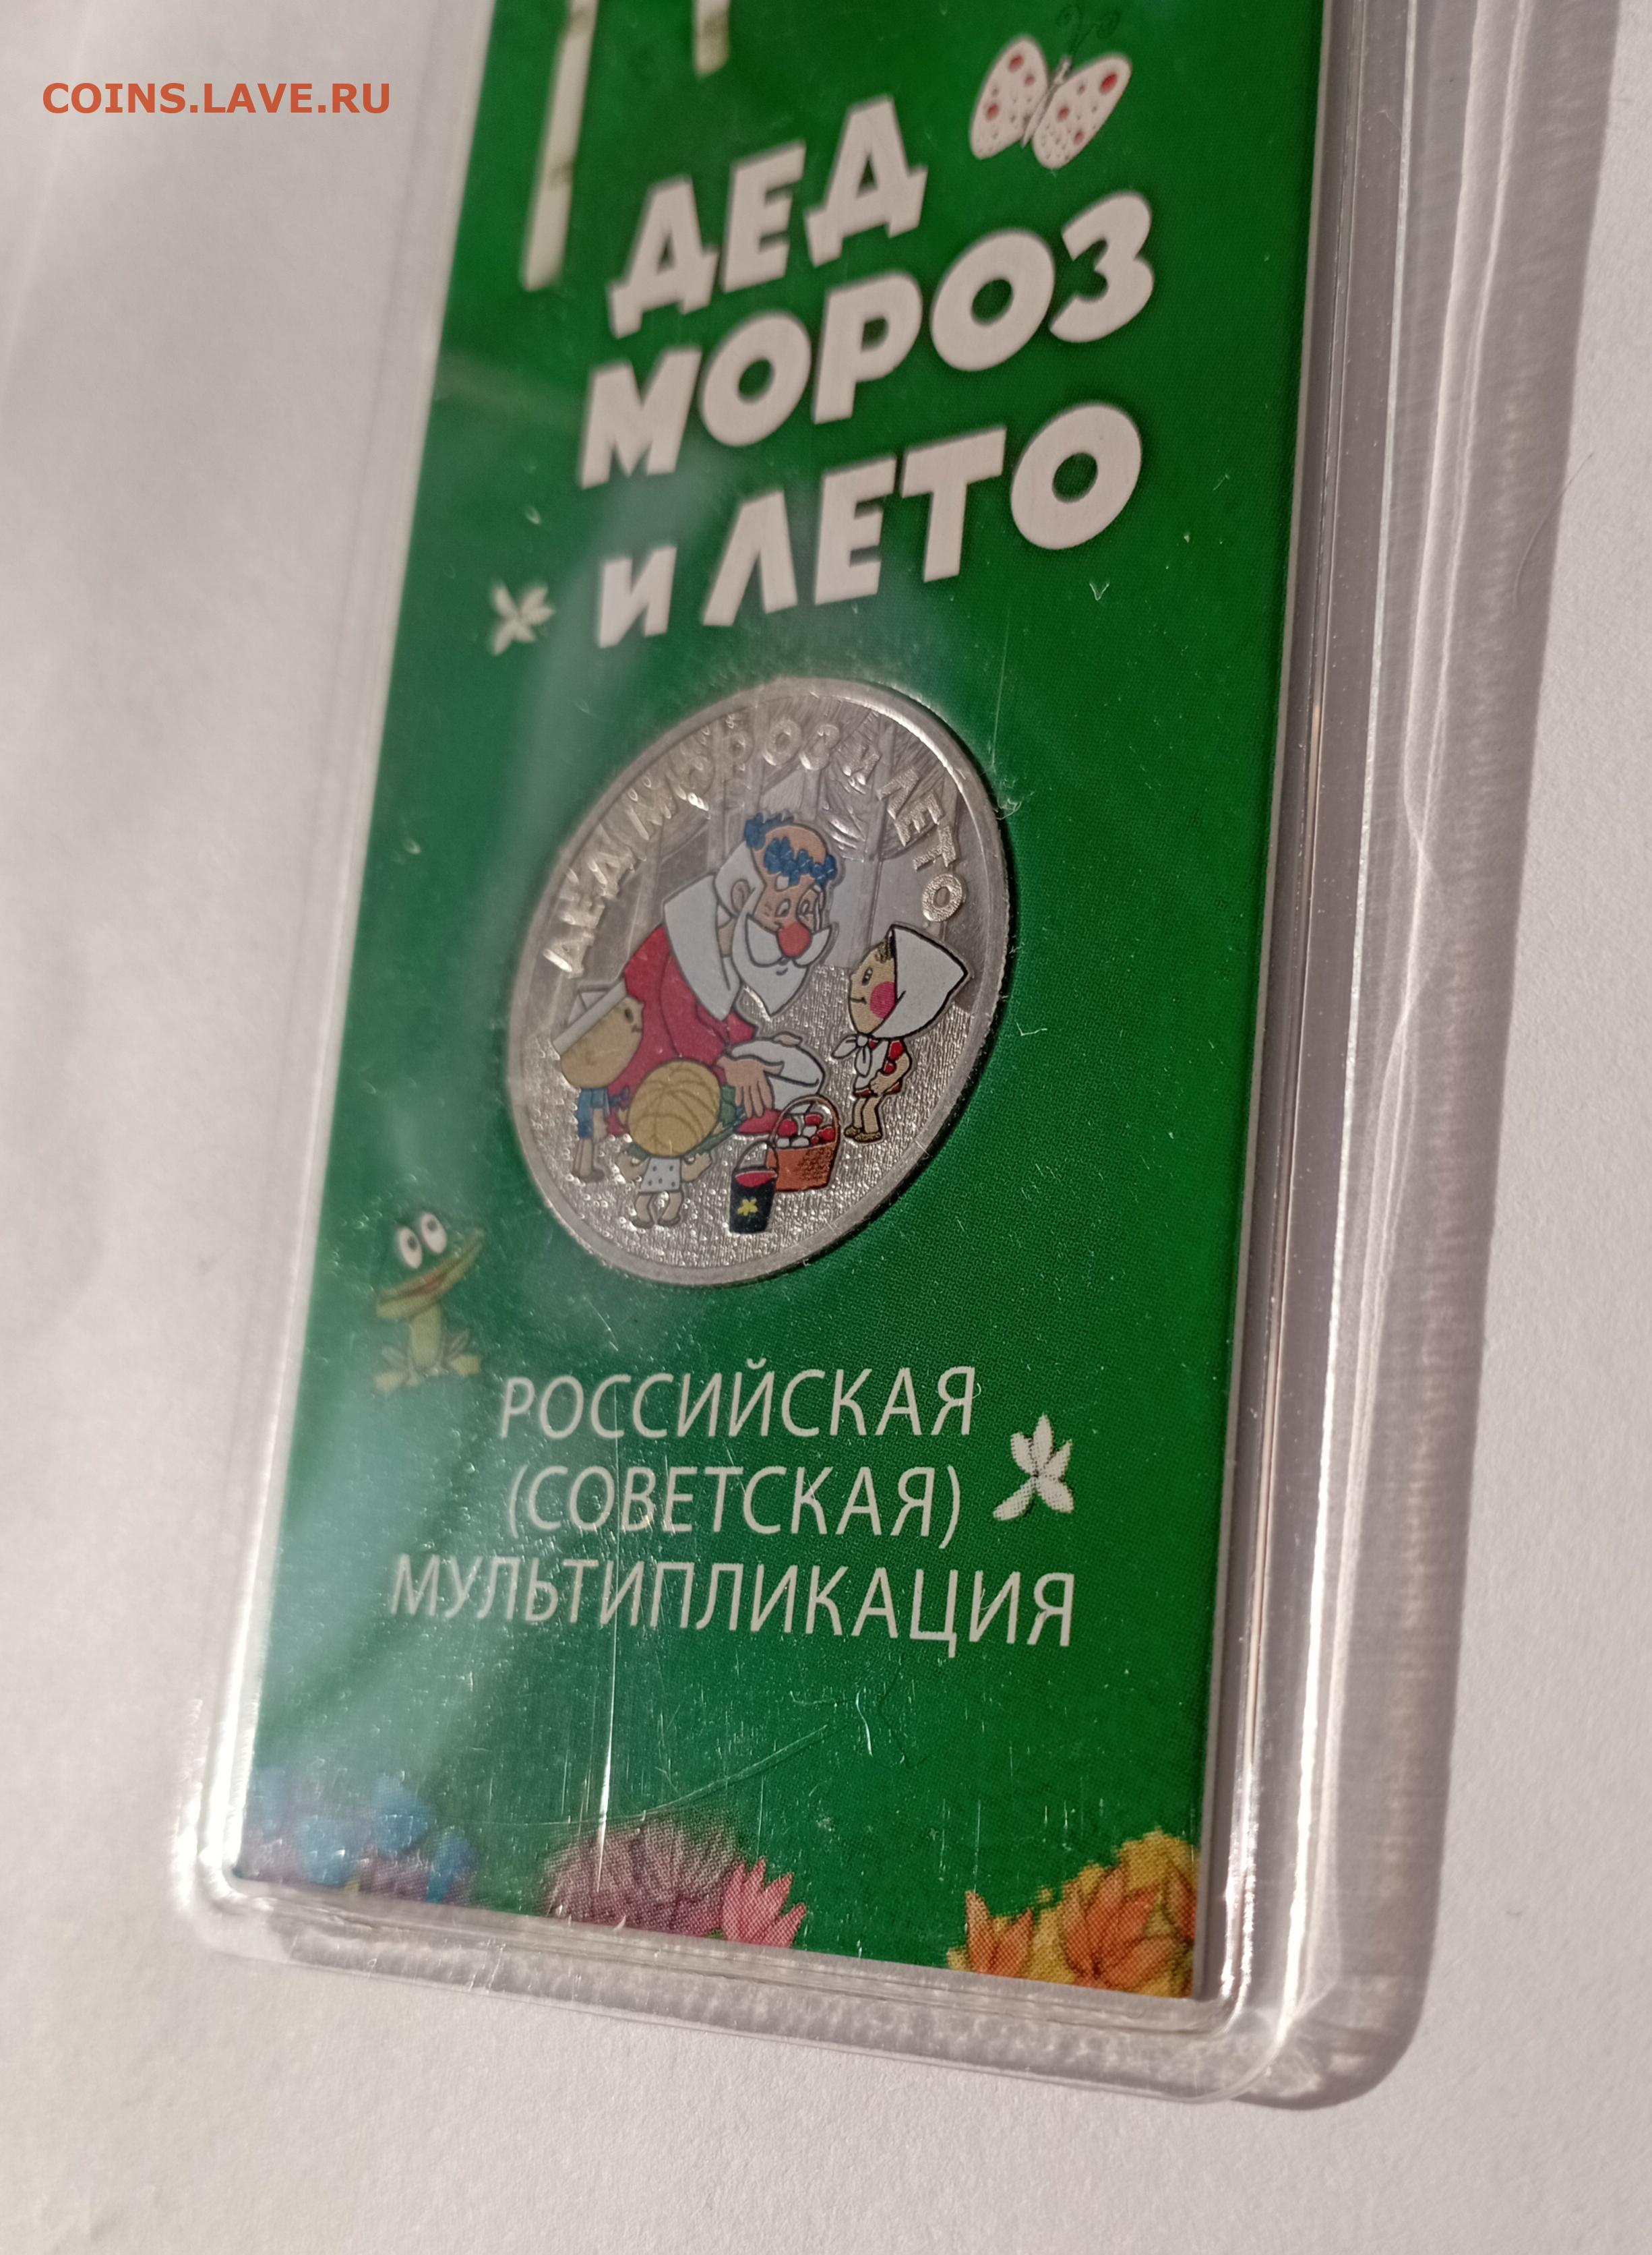 COINS.LAVE.RU
ДЕД
МОРОЗ
и ЛЕТО
ДЕД МОРОЗ и ЛЕТО
РОССИЙСКАЯ
(СОВЕТСКАЯ)
МУЛЬТИПЛИКАЦИЯ